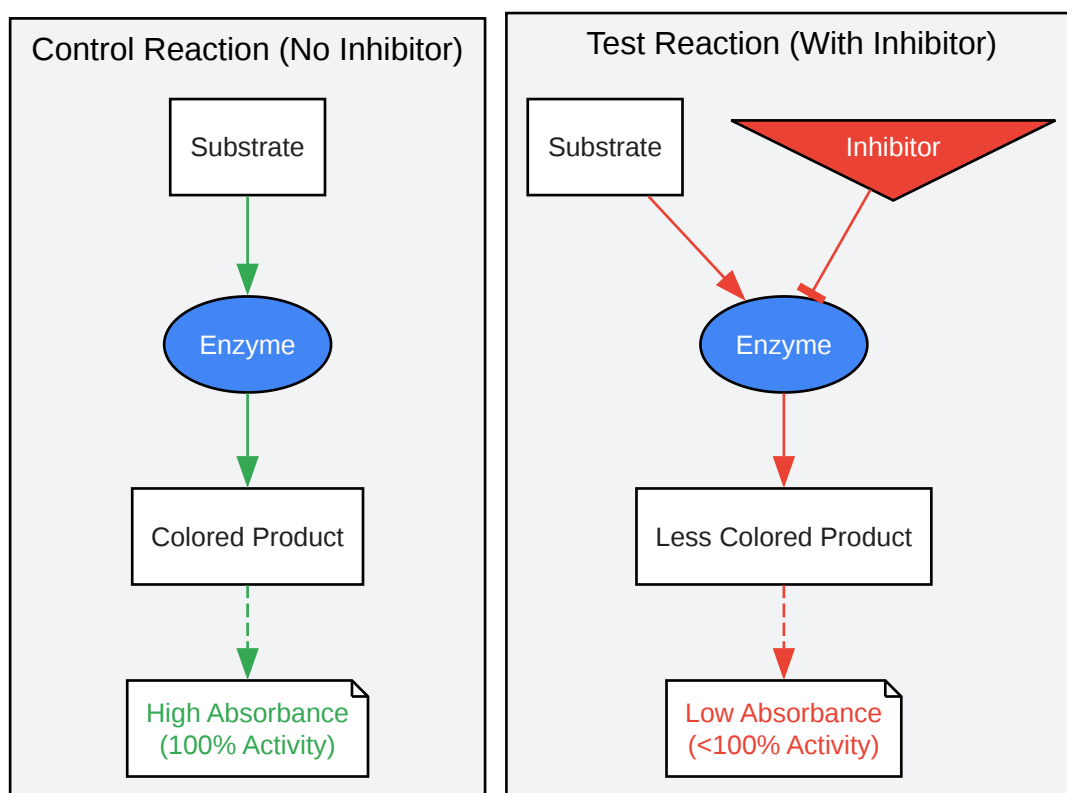 Control Reaction (No Inhibitor)
Substrate
Enzyme
Colored Product
High Absorbance
(100% Activity)
Test Reaction (With Inhibitor)
Substrate
Inhibitor
Enzyme
Less Colored Product
Low Absorbance
(<100% Activity)